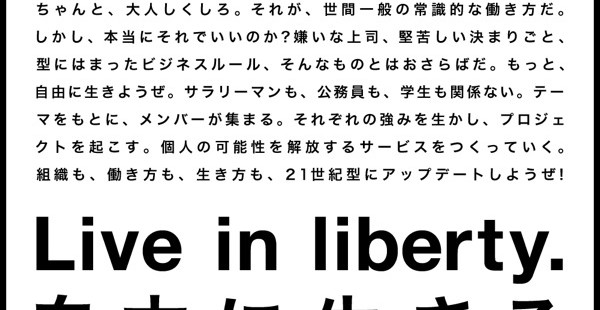 ちゃんと、大人しくしろ。それが、世間一般の常識的な働き方だ。
しかし、本当にそれでいいのか?嫌いな上司、堅苦しい決まりごと、
型にはまったビジネスルール、そんなものとはおさらばだ。もっと、
自由に生きようぜ。サラリーマンも、公務員も、学生も関係ない。テー
マをもとに、メンバーが集まる。それぞれの強みを生かし、プロジェ
クトを起こす。個人の可能性を解放するサービスをつくっていく。
組織も、働き方も、生き方も、21世紀型にアップデートしようぜ!
Live in liberty.
自由に生きる